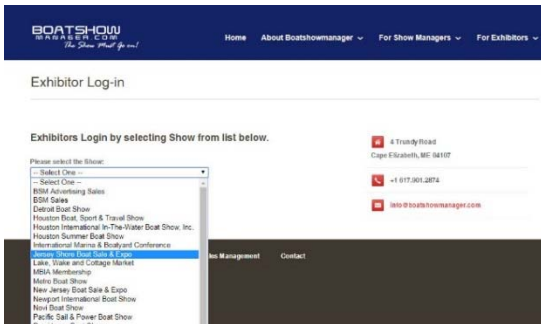 BOATSHOW
MANAGER.COM
The Show Must Go on!
Home About Boatshowmanager For Show Managers For Exhibitors
Exhibitor Log-in
Exhibitors Login by selecting Show from list below.
Please select the Show:
-- Select One --
-- Select One --
BSM Advertising Sales
BSM Sales
Detroit Boat Show
Houston Boat, Sport & Travel Show
Houston International In-The-Water Boat Show, Inc.
Houston Summer Boat Show
International Marina & Boatyard Conference
Jersey Shore Boat Sale & Expo
Lake, Wake and Cottage Market
MBIA Membership
Metro Boat Show
New Jersey Boat Sale & Expo
Newport International Boat Show
Novi Boat Show
Pacific Sail & Power Boat Show
4 Trundy Road
Cape Elizabeth, ME 04107
+1 617.901.2874
info@boatshowmanager.com
Management Contact